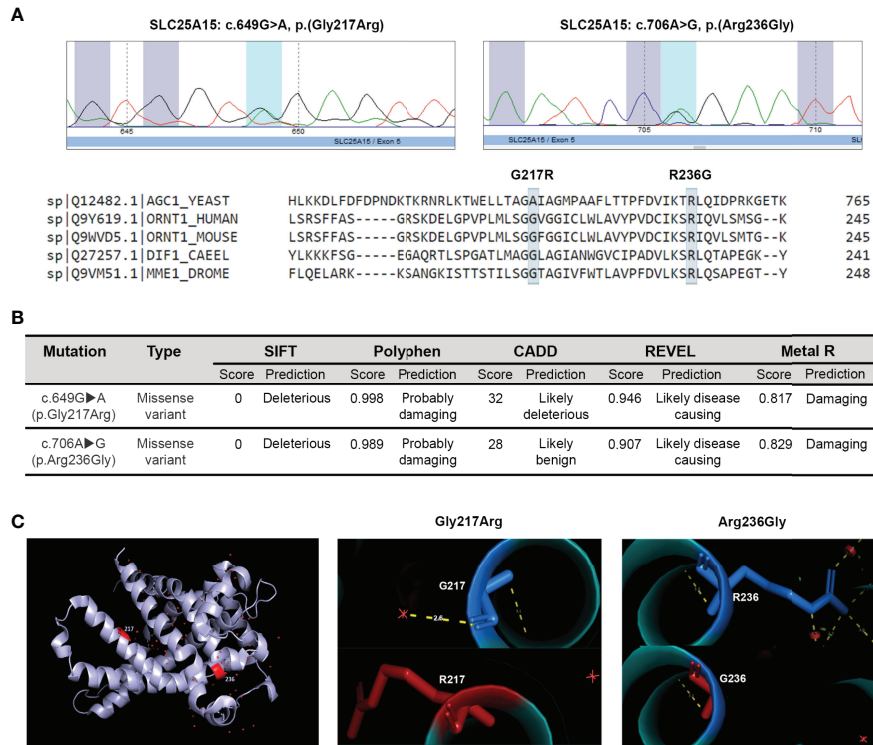 A
SLC25A15: c.649G>A, p.(Gly217Arg)
SLC25A15: c.706A>G, p.(Arg236Gly)
645 650
705 710
SLC25A15 / Exon 5
SLC25A15 / Exon 5
G217R R236G
sp|Q12482.1|AGC1_YEAST HLKKDLFDFDPNDKTKRNRLKTWELLTAGAIAGMPAAFLTTPFDVIKTRLQIDPRKGETK 765
sp|Q9Y619.1|ORNT1_HUMAN LSRSFFAS-----GRSKDELGPVPLMLSGGVGGICLWLAVYPVDCIKSRIQVLSMSG--K 245
sp|Q9WVD5.1|ORNT1_MOUSE LSRSFFAS-----GRSKDELGPVPLMLSGGFGGICLWLAVYPVDCIKSRIQVLSMTG--K 245
sp|Q27257.1|DIF1_CAEEL YLKKKFSG-----EGAQRTLSPGATLMAGGLAGIANWGVCIPADVLKSRLQTAPEGT--Y 241
sp|Q9VM51.1|MME1_DROME FLQELARK-----KSANGKISTTSTILSGGTAGIVFWTLAVPFDVLKSRLQSAPEGT--Y 248
B
Mutation Type SIFT Polyphen CADD REVEL Metal R
Score Prediction Score Prediction Score Prediction Score Prediction Score Prediction
c.649G▶A Missense 0 Deleterious 0.998 Probably 32 Likely 0.946 Likely disease 0.817 Damaging
(p.Gly217Arg) variant damaging deleterious causing
c.706A▶G Missense 0 Deleterious 0.989 Probably 28 Likely 0.907 Likely disease 0.829 Damaging
(p.Arg236Gly) variant damaging benign causing
C
Gly217Arg Arg236Gly
217
236
G217
2.6
R217
R236
G236